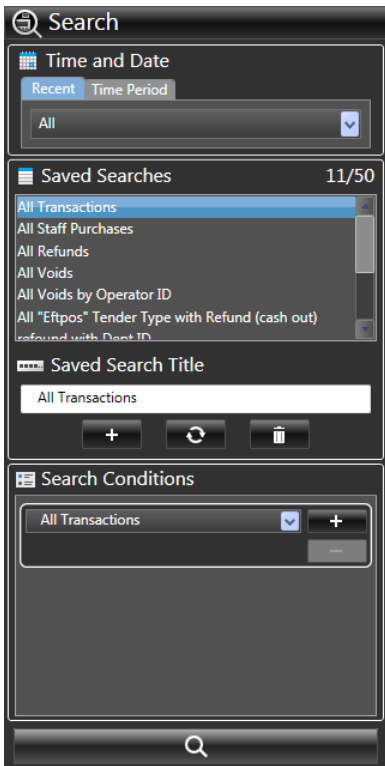 Search
Time and Date
Recent Time Period
All
Saved Searches 11/50
All Transactions
All Staff Purchases
All Refunds
All Voids
All Voids by Operator ID
All "Eftpos" Tender Type with Refund (cash out)
refound with Dept ID
Saved Search Title
All Transactions
Search Conditions
All Transactions